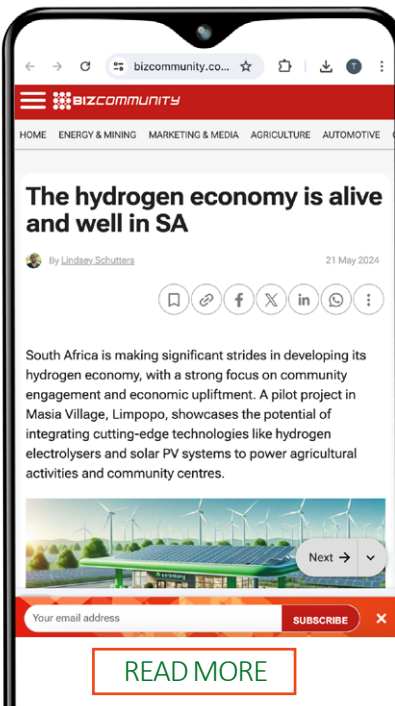 bizcommunity.co...
T
BIZCOMMUNITY
HOME ENERGY & MINING MARKETING & MEDIA AGRICULTURE AUTOMOTIVE
The hydrogen economy is alive
and well in SA
By Lindsey Schutters 21 May 2024
South Africa is making significant strides in developing its
hydrogen economy, with a strong focus on community
engagement and economic upliftment. A pilot project in
Masia Village, Limpopo, showcases the potential of
integrating cutting-edge technologies like hydrogen
electrolysers and solar PV systems to power agricultural
activities and community centres.
Next
Your email address SUBSCRIBE
READ MORE